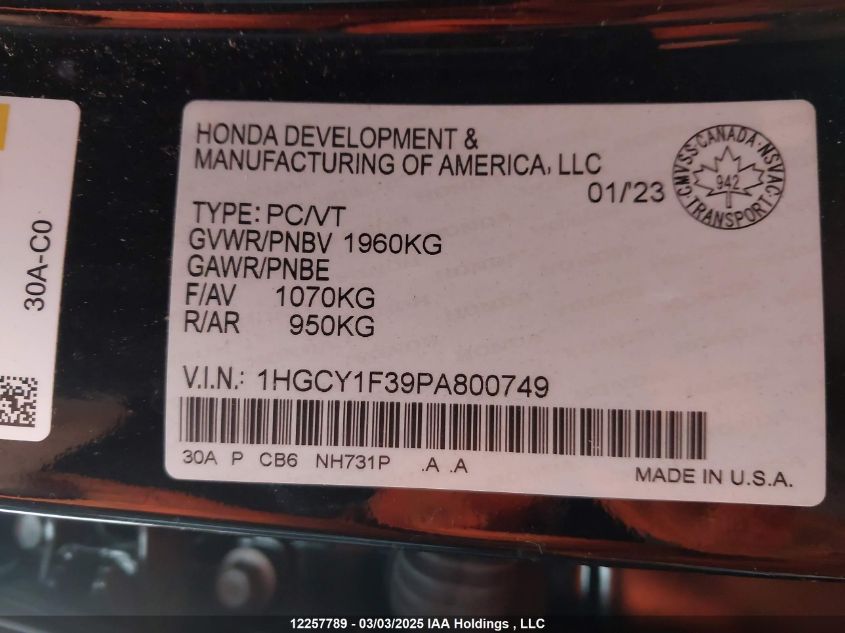 HONDA DEVELOPMENT &
MANUFACTURING OF AMERICA, LLC
01/'23
CMVSS·CANADA·NSVAC
942
TRANSPORT
TYPE: PC/VT
GVWR/PNBV 1960KG
GAWR/PNBE
F/AV 1070KG
R/AR 950KG
V.I.N.: 1HGCY1F39PA800749
30A P CB6 NH731P .A .A
MADE IN U.S.A.
30A-C0
12257789 - 03/03/2025 IAA Holdings , LLC